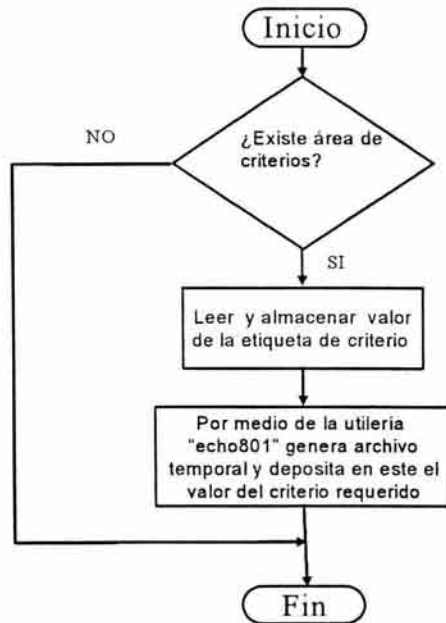 Inicio
¿Existe área de
criterios?
NO
SI
Leer y almacenar valor
de la etiqueta de criterio
Por medio de la utilería
"echo801" genera archivo
temporal y deposita en este el
valor del criterio requerido
Fin